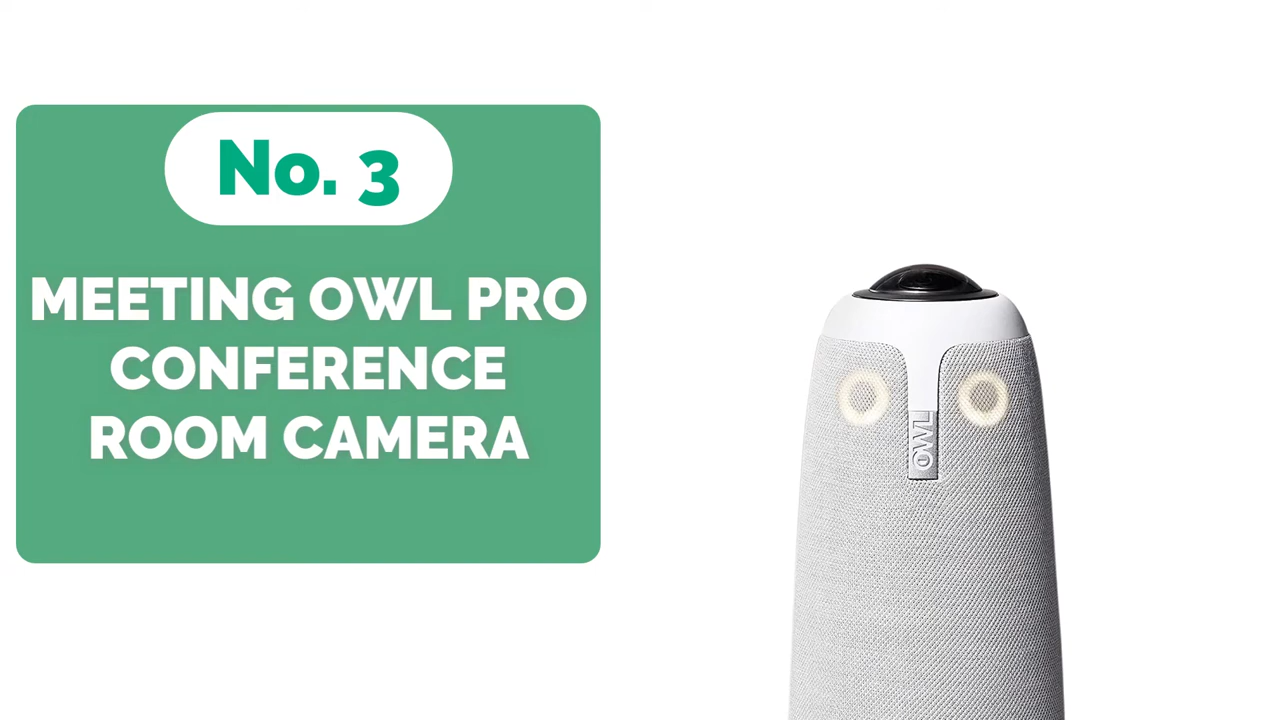 No. 3
MEETING OWL PRO
CONFERENCE
ROOM CAMERA
OWL